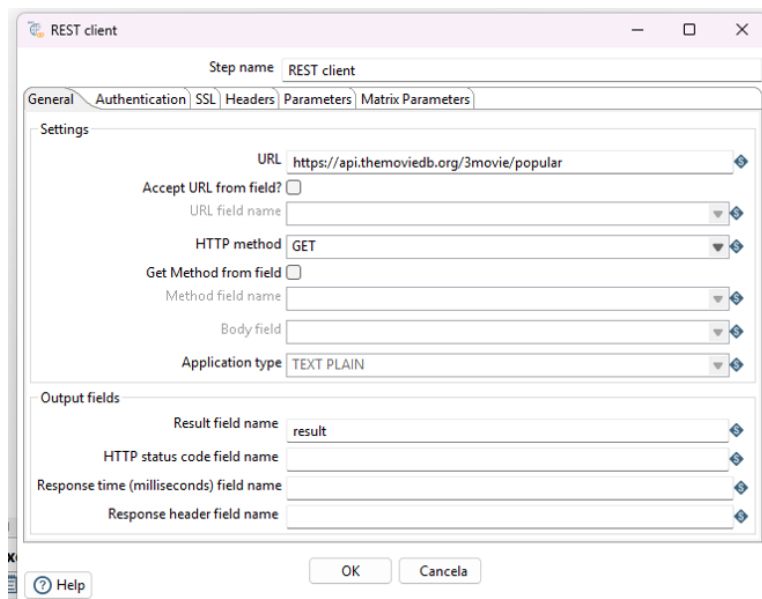 REST client
Step name REST client
General Authentication SSL Headers Parameters Matrix Parameters
Settings
URL https://api.themoviedb.org/3movie/popular
Accept URL from field?
URL field name
HTTP method GET
Get Method from field
Method field name
Body field
Application type TEXT PLAIN
Output fields
Result field name result
HTTP status code field name
Response time (milliseconds) field name
Response header field name
OK Cancela
Help